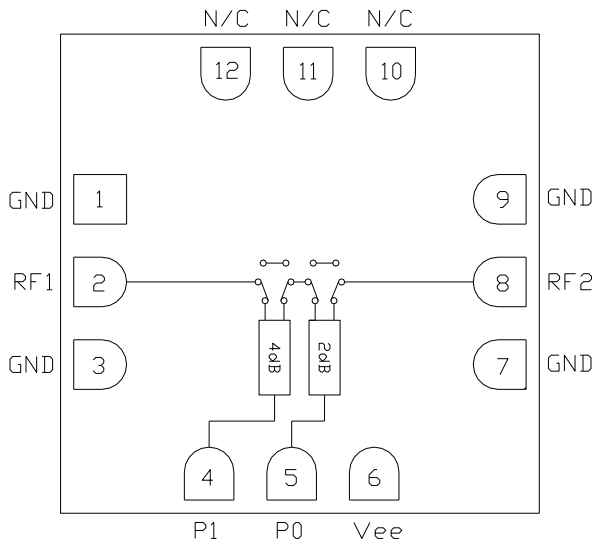 N/C N/C N/C
12 11 10
GND 1 9 GND
RF1 2 8 RF2
4dB 2dB
GND 3 7 GND
4 5 6
P1 P0 Vee